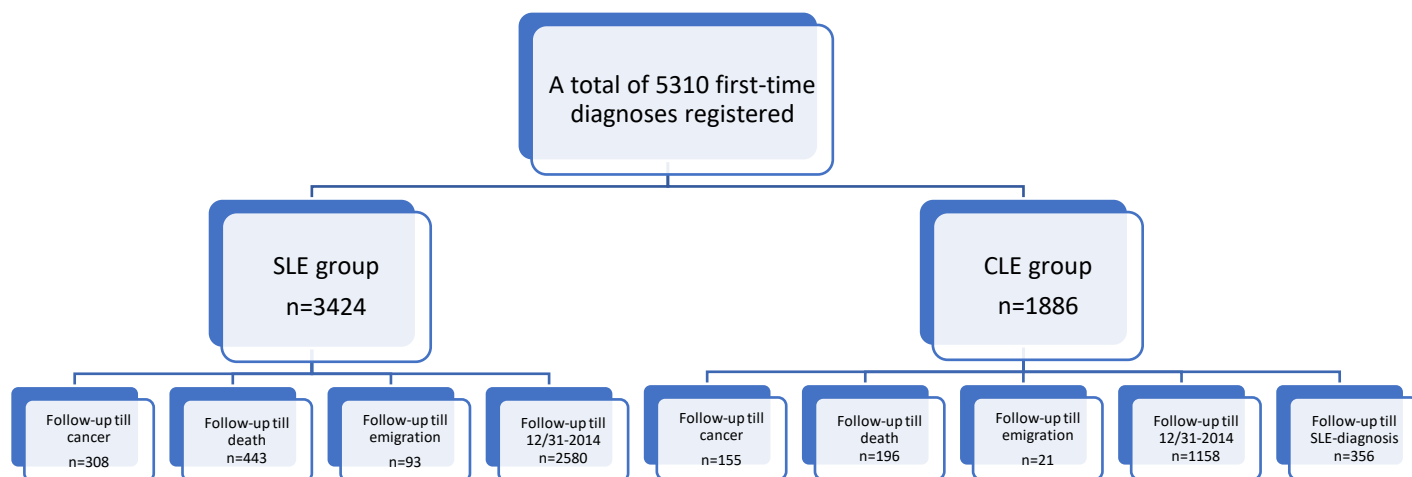 A total of 5310 first-time
diagnoses registered
SLE group
n=3424
CLE group
n=1886
Follow-up till
cancer
n=308
Follow-up till
death
n=443
Follow-up till
emigration
n=93
Follow-up till
12/31-2014
n=2580
Follow-up till
cancer
n=155
Follow-up till
death
n=196
Follow-up till
emigration
n=21
Follow-up till
12/31-2014
n=1158
Follow-up till
SLE-diagnosis
n=356